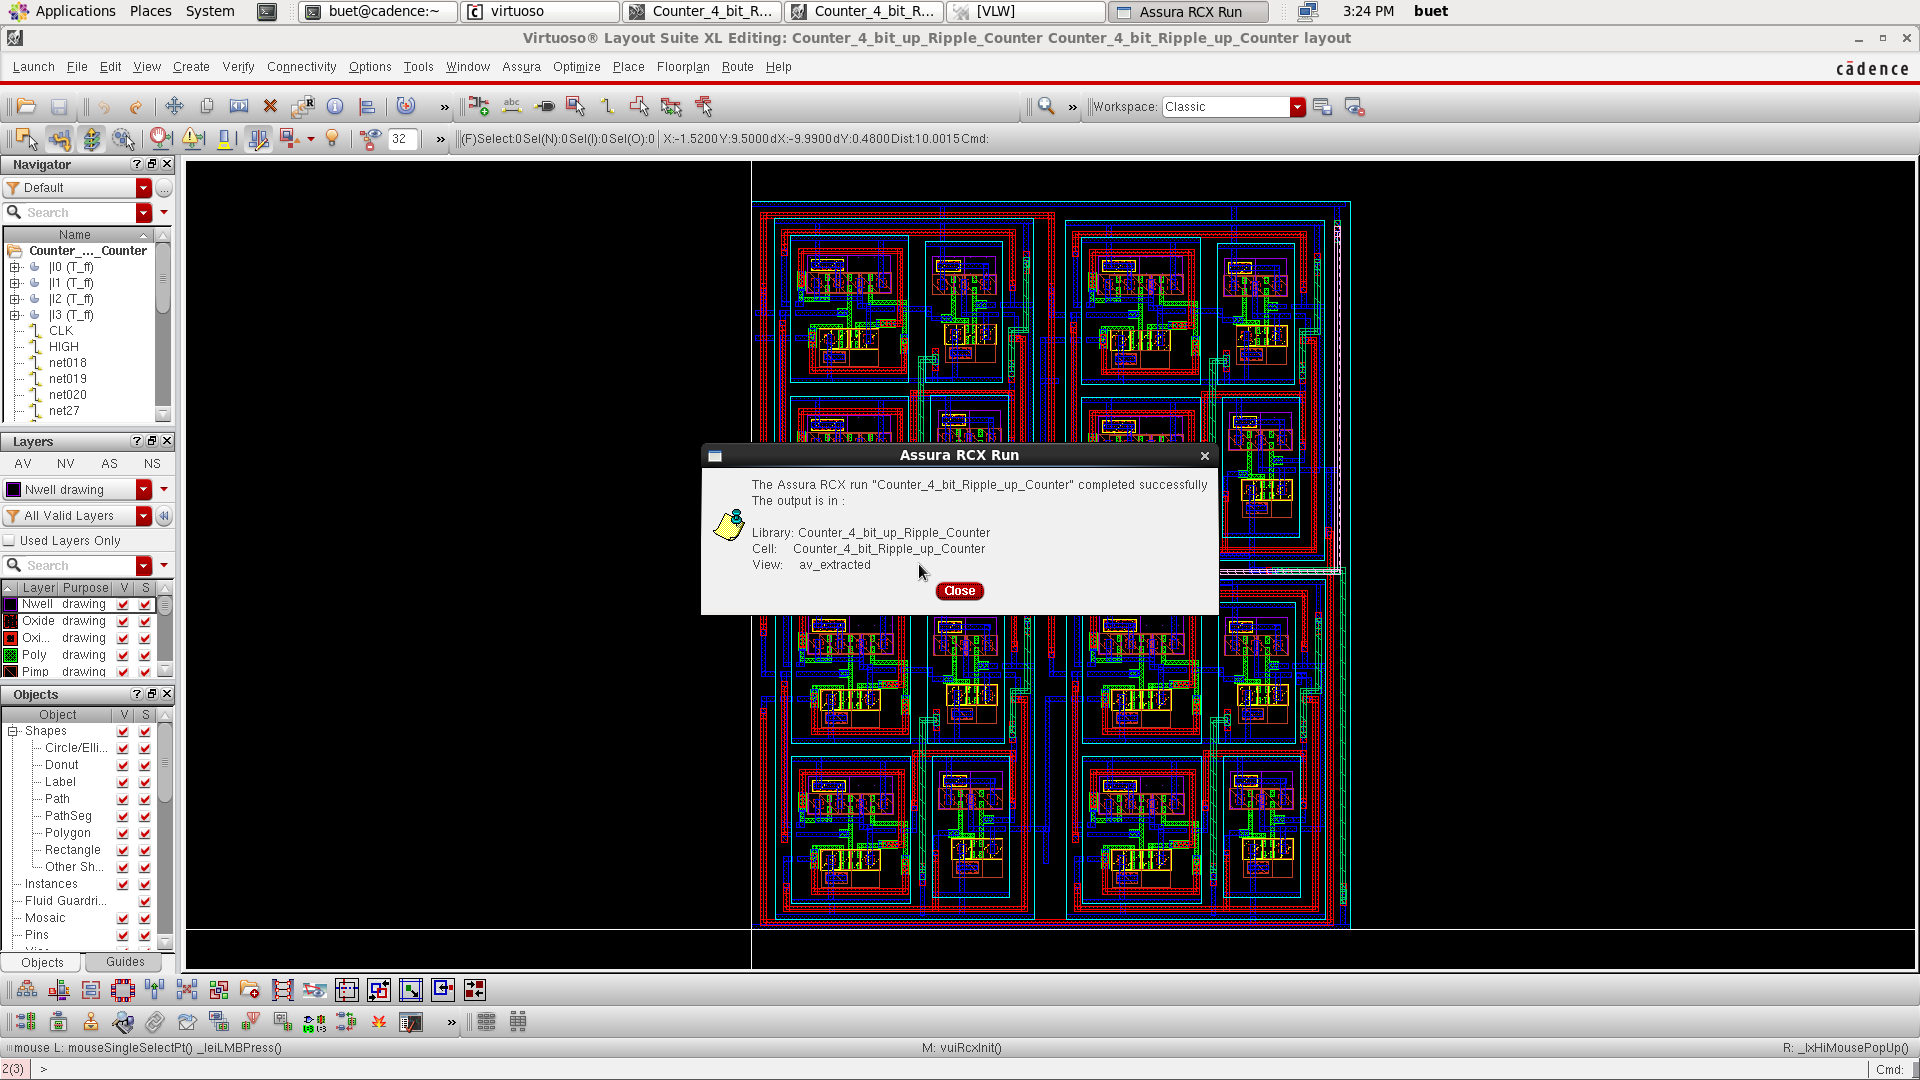 Applications Places System buet@cadence:~ virtuoso Counter_4_bit_R... Counter_4_bit_R... [VLW] Assura RCX Run 3:24 PM buet
Virtuoso® Layout Suite XL Editing: Counter_4_bit_up_Ripple_Counter Counter_4_bit_Ripple_up_Counter layout
Launch File Edit View Create Verify Connectivity Options Tools Window Assura Optimize Place Floorplan Route Help
cādence
abc » » Workspace: Classic
32 » (F)Select:0 Sel(N):0 Sel(I):0 Sel(O):0 X:-1.5200 Y:9.5000 dX:-9.9900 dY:0.4800 Dist:10.0015 Cmd:
Navigator
Default
Search
Name
Counter_..._Counter
|I0 (T_ff)
|I1 (T_ff)
|I2 (T_ff)
|I3 (T_ff)
CLK
HIGH
net018
net019
net020
net27
Layers
AV NV AS NS
Nwell drawing
All Valid Layers
Used Layers Only
Search
Layer Purpose V S
Nwell drawing
Oxide drawing
Oxi... drawing
Poly drawing
Pimp drawing
Objects
Object V S
Shapes
Circle/Elli...
Donut
Label
Path
PathSeg
Polygon
Rectangle
Other Sh...
Instances
Fluid Guardri...
Mosaic
Pins
Objects Guides
Assura RCX Run
The Assura RCX run "Counter_4_bit_Ripple_up_Counter" completed successfully
The output is in :
Library: Counter_4_bit_up_Ripple_Counter
Cell: Counter_4_bit_Ripple_up_Counter
View: av_extracted
Close
mouse L: mouseSingleSelectPt() _leiLMBPress() M: vuiRcxInit() R: _lxHiMousePopUp()
2(3) > Cmd: